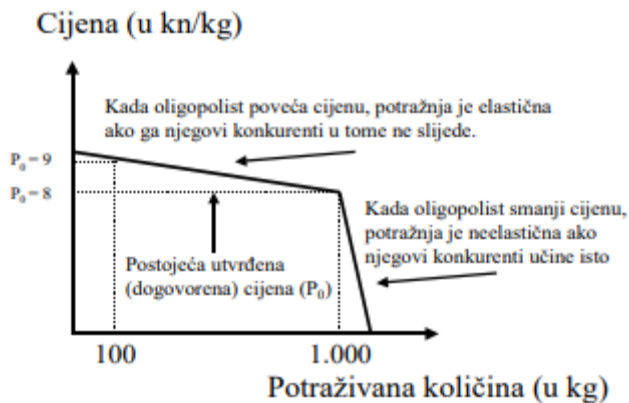 Cijena (u kn/kg)
Kada oligopolist poveća cijenu, potražnja je elastična
ako ga njegovi konkurenti u tome ne slijede.
P₀ = 9
P₀ = 8
Kada oligopolist smanji cijenu,
potražnja je neelastična ako
njegovi konkurenti učine isto
Postojeća utvrđena
(dogovorena) cijena (P₀)
100
1.000
Potraživana količina (u kg)